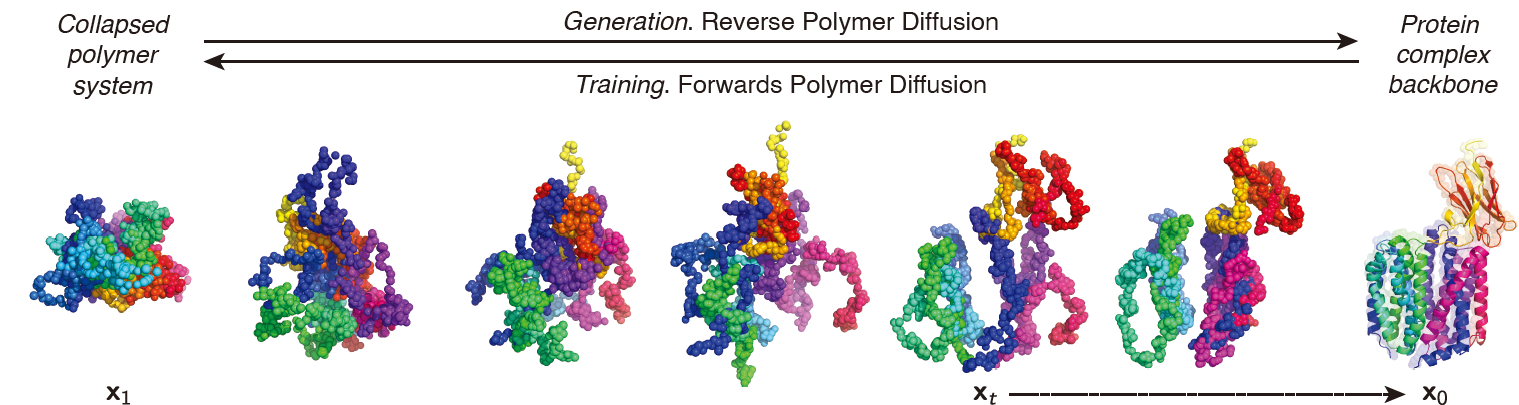 Collapsed
polymer
system
Generation. Reverse Polymer Diffusion
Training. Forwards Polymer Diffusion
Protein
complex
backbone
x1
xt
x0